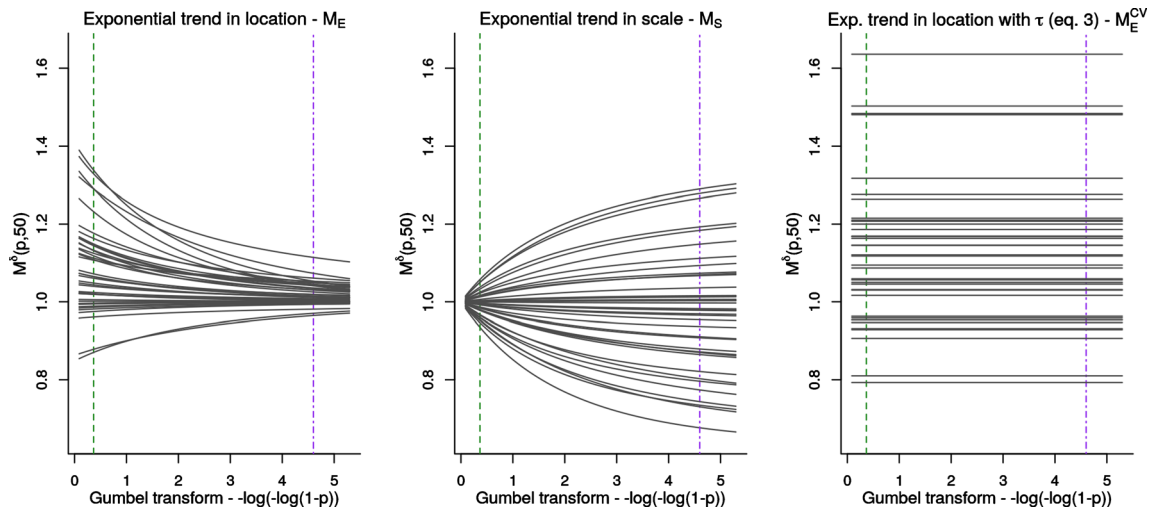 Exponential trend in location - M_E
M^δ(p,50)
1.6
1.4
1.2
1.0
0.8
0 1 2 3 4 5
Gumbel transform - -log(-log(1-p))
Exponential trend in scale - M_S
M^δ(p,50)
1.6
1.4
1.2
1.0
0.8
0 1 2 3 4 5
Gumbel transform - -log(-log(1-p))
Exp. trend in location with τ (eq. 3) - M_E^CV
M^δ(p,50)
1.6
1.4
1.2
1.0
0.8
0 1 2 3 4 5
Gumbel transform - -log(-log(1-p))